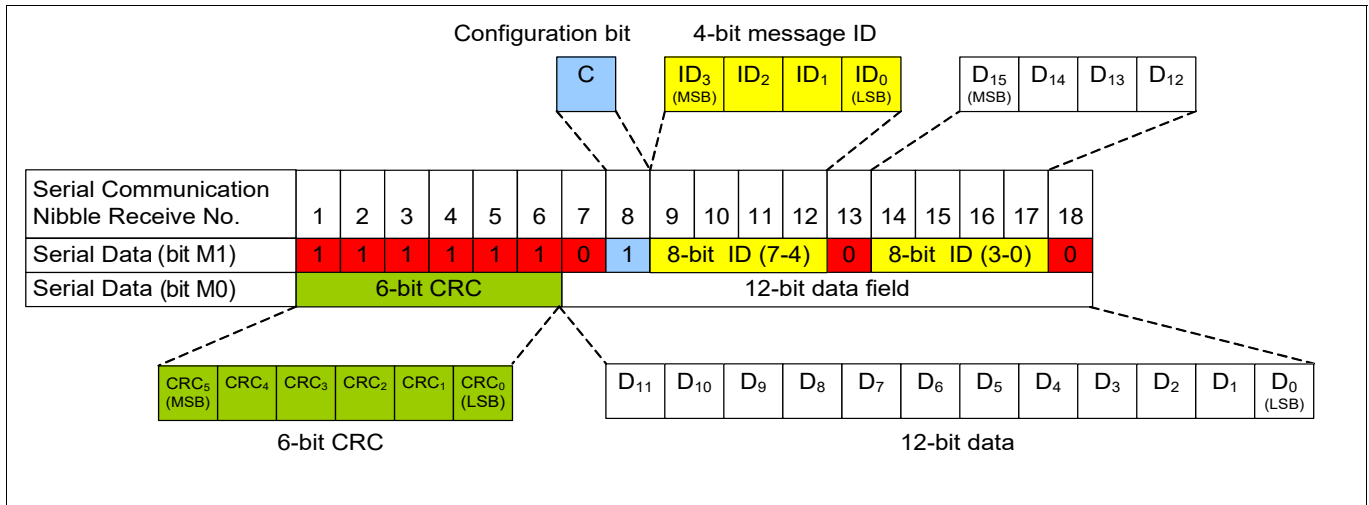 Configuration bit 4-bit message ID
C ID₃ ID₂ ID₁ ID₀ D₁₅ D₁₄ D₁₃ D₁₂
(MSB) (LSB) (MSB)
Serial Communication
Nibble Receive No. 1 2 3 4 5 6 7 8 9 10 11 12 13 14 15 16 17 18
Serial Data (bit M1) 1 1 1 1 1 1 0 1 8-bit ID (7-4) 0 8-bit ID (3-0) 0
Serial Data (bit M0) 6-bit CRC 12-bit data field
CRC₅ CRC₄ CRC₃ CRC₂ CRC₁ CRC₀ D₁₁ D₁₀ D₉ D₈ D₇ D₆ D₅ D₄ D₃ D₂ D₁ D₀
(MSB) (LSB) (LSB)
6-bit CRC 12-bit data